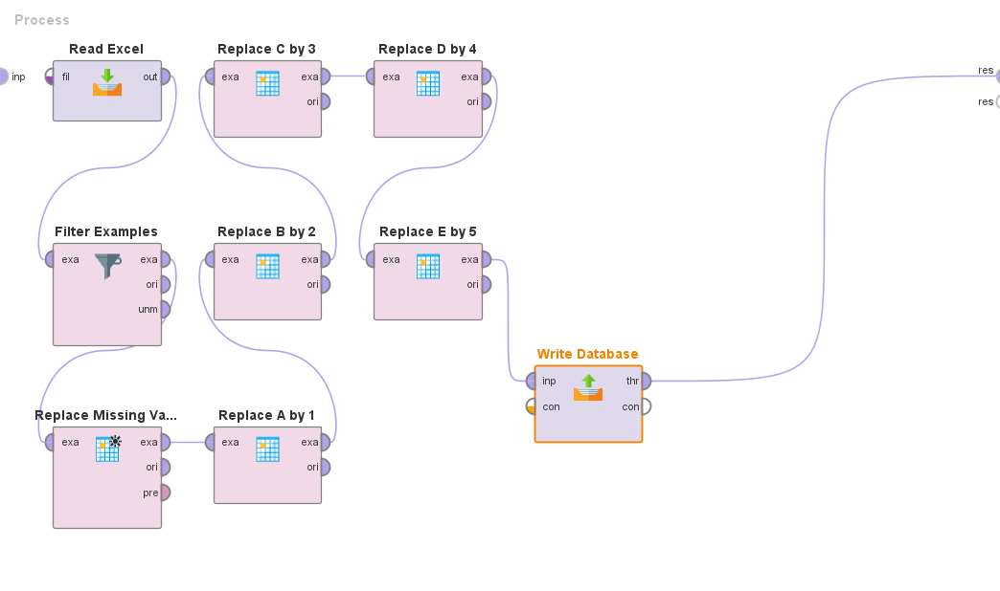 Process
Read Excel
Replace C by 3
Replace D by 4
res
inp
fil
out
exa
exa
exa
exa
ori
ori
res
Filter Examples
Replace B by 2
Replace E by 5
exa
exa
exa
exa
exa
exa
ori
ori
ori
unm
Write Database
inp
thr
con
con
Replace Missing Va...
Replace A by 1
exa
exa
exa
exa
ori
ori
pre